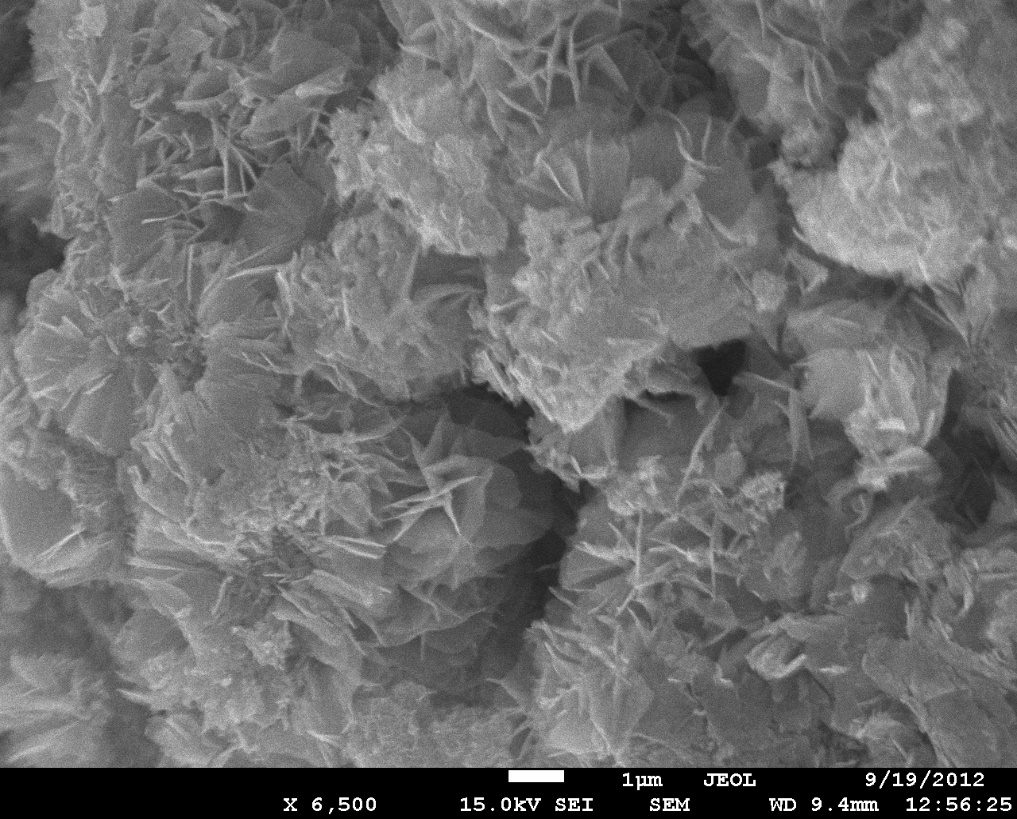 1μm JEOL 9/19/2012
X 6,500 15.0kV SEI SEM WD 9.4mm 12:56:25